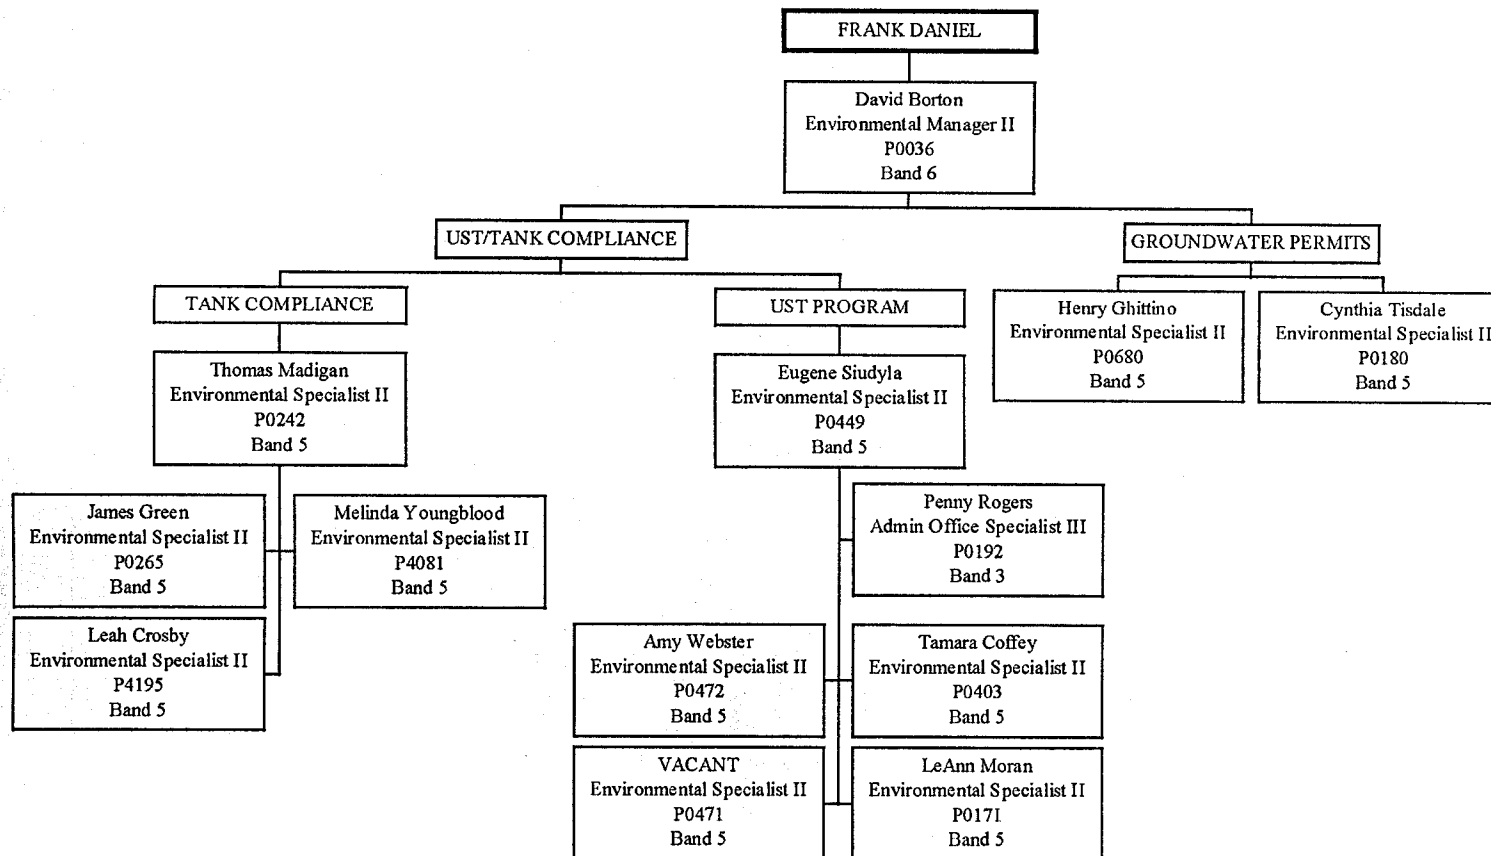 FRANK DANIEL
David Borton
Environmental Manager II
P0036
Band 6
UST/TANK COMPLIANCE
GROUNDWATER PERMITS
TANK COMPLIANCE
UST PROGRAM
Henry Ghittino
Environmental Specialist II
P0680
Band 5
Cynthia Tisdale
Environmental Specialist II
P0180
Band 5
Thomas Madigan
Environmental Specialist II
P0242
Band 5
Eugene Siudyla
Environmental Specialist II
P0449
Band 5
James Green
Environmental Specialist II
P0265
Band 5
Melinda Youngblood
Environmental Specialist II
P4081
Band 5
Penny Rogers
Admin Office Specialist III
P0192
Band 3
Leah Crosby
Environmental Specialist II
P4195
Band 5
Amy Webster
Environmental Specialist II
P0472
Band 5
Tamara Coffey
Environmental Specialist II
P0403
Band 5
VACANT
Environmental Specialist II
P0471
Band 5
LeAnn Moran
Environmental Specialist II
P0171
Band 5